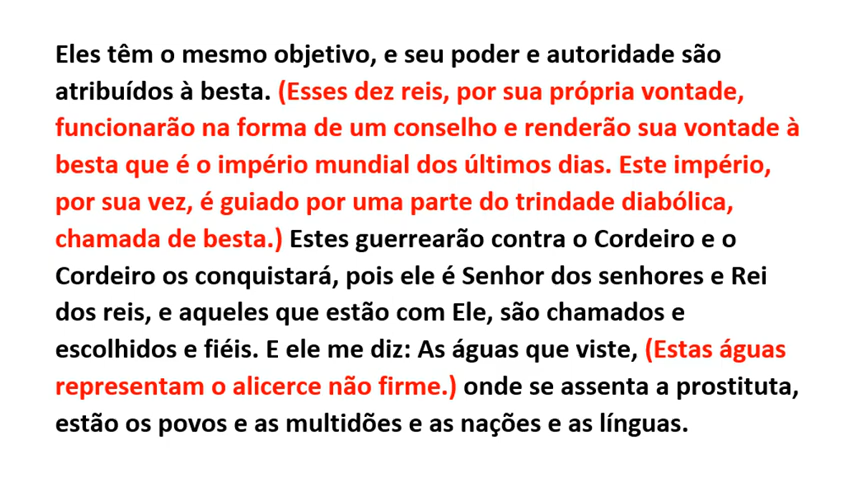 Eles têm o mesmo objetivo, e seu poder e autoridade são
atribuídos à besta. (Esses dez reis, por sua própria vontade,
funcionarão na forma de um conselho e renderão sua vontade à
besta que é o império mundial dos últimos dias. Este império,
por sua vez, é guiado por uma parte do trindade diabólica,
chamada de besta.) Estes guerrearão contra o Cordeiro e o
Cordeiro os conquistará, pois ele é Senhor dos senhores e Rei
dos reis, e aqueles que estão com Ele, são chamados e
escolhidos e fiéis. E ele me diz: As águas que viste, (Estas águas
representam o alicerce não firme.) onde se assenta a prostituta,
estão os povos e as multidões e as nações e as línguas.